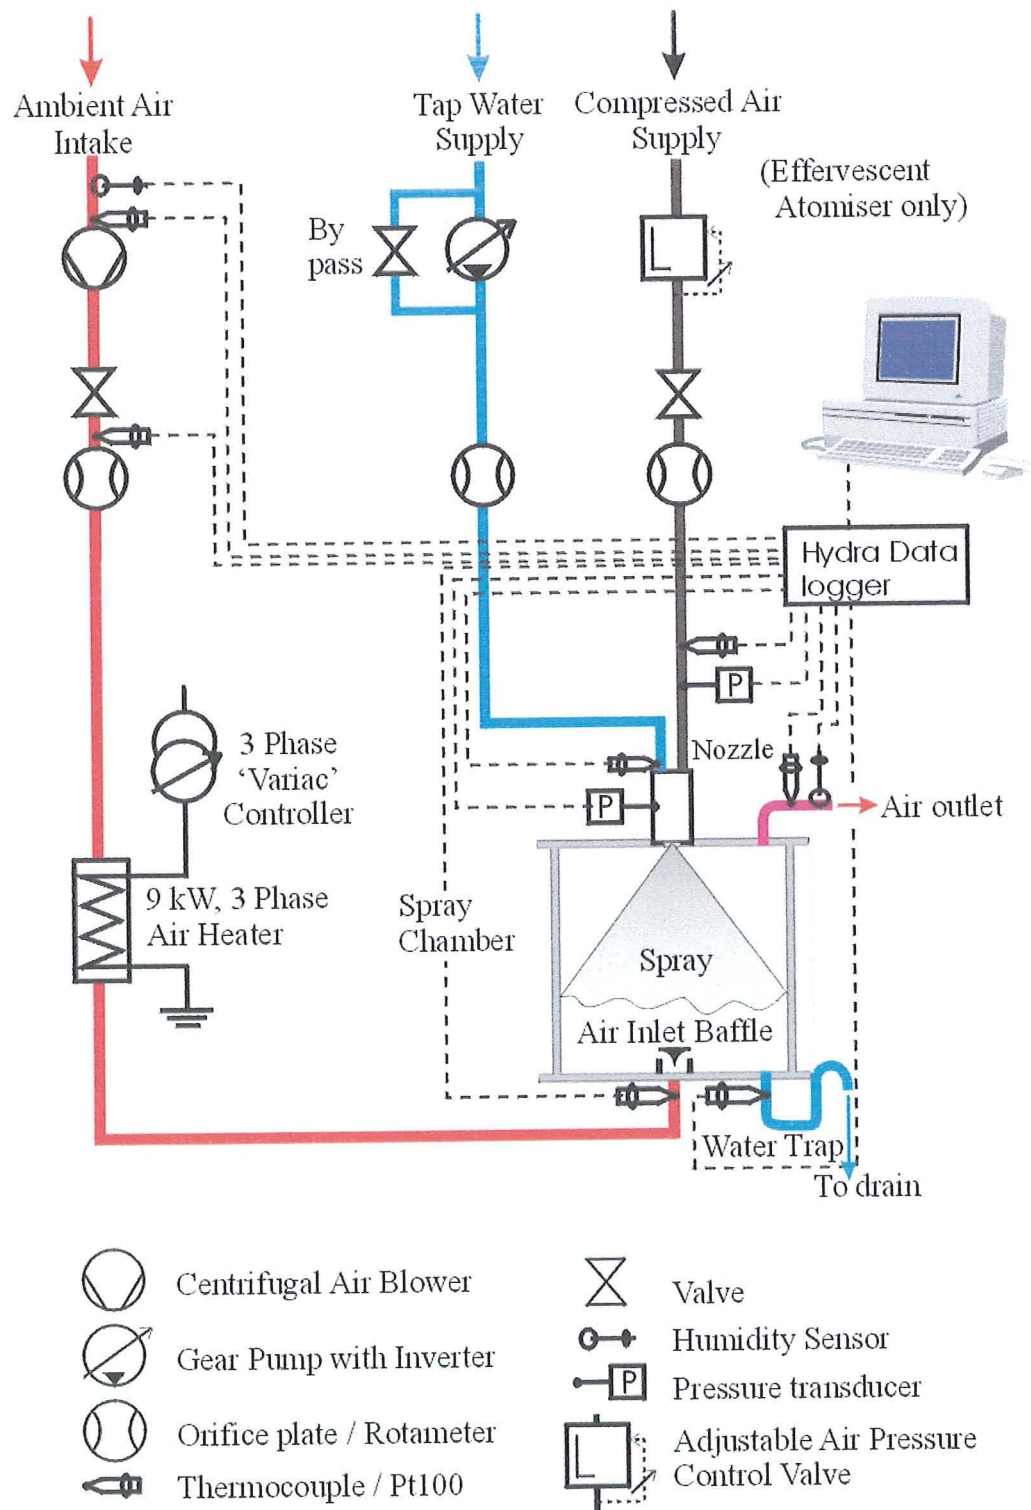 Ambient Air
Intake
Tap Water
Supply
Compressed Air
Supply
(Effervescent
Atomiser only)
By
pass
L
Hydra Data
logger
P
Nozzle
3 Phase
‘Variac’
Controller
P
Air outlet
9 kW, 3 Phase
Air Heater
Spray
Chamber
Spray
Air Inlet Baffle
Water Trap
To drain
Centrifugal Air Blower
Gear Pump with Inverter
Orifice plate / Rotameter
Thermocouple / Pt100
Valve
Humidity Sensor
P
Pressure transducer
L
Adjustable Air Pressure
Control Valve